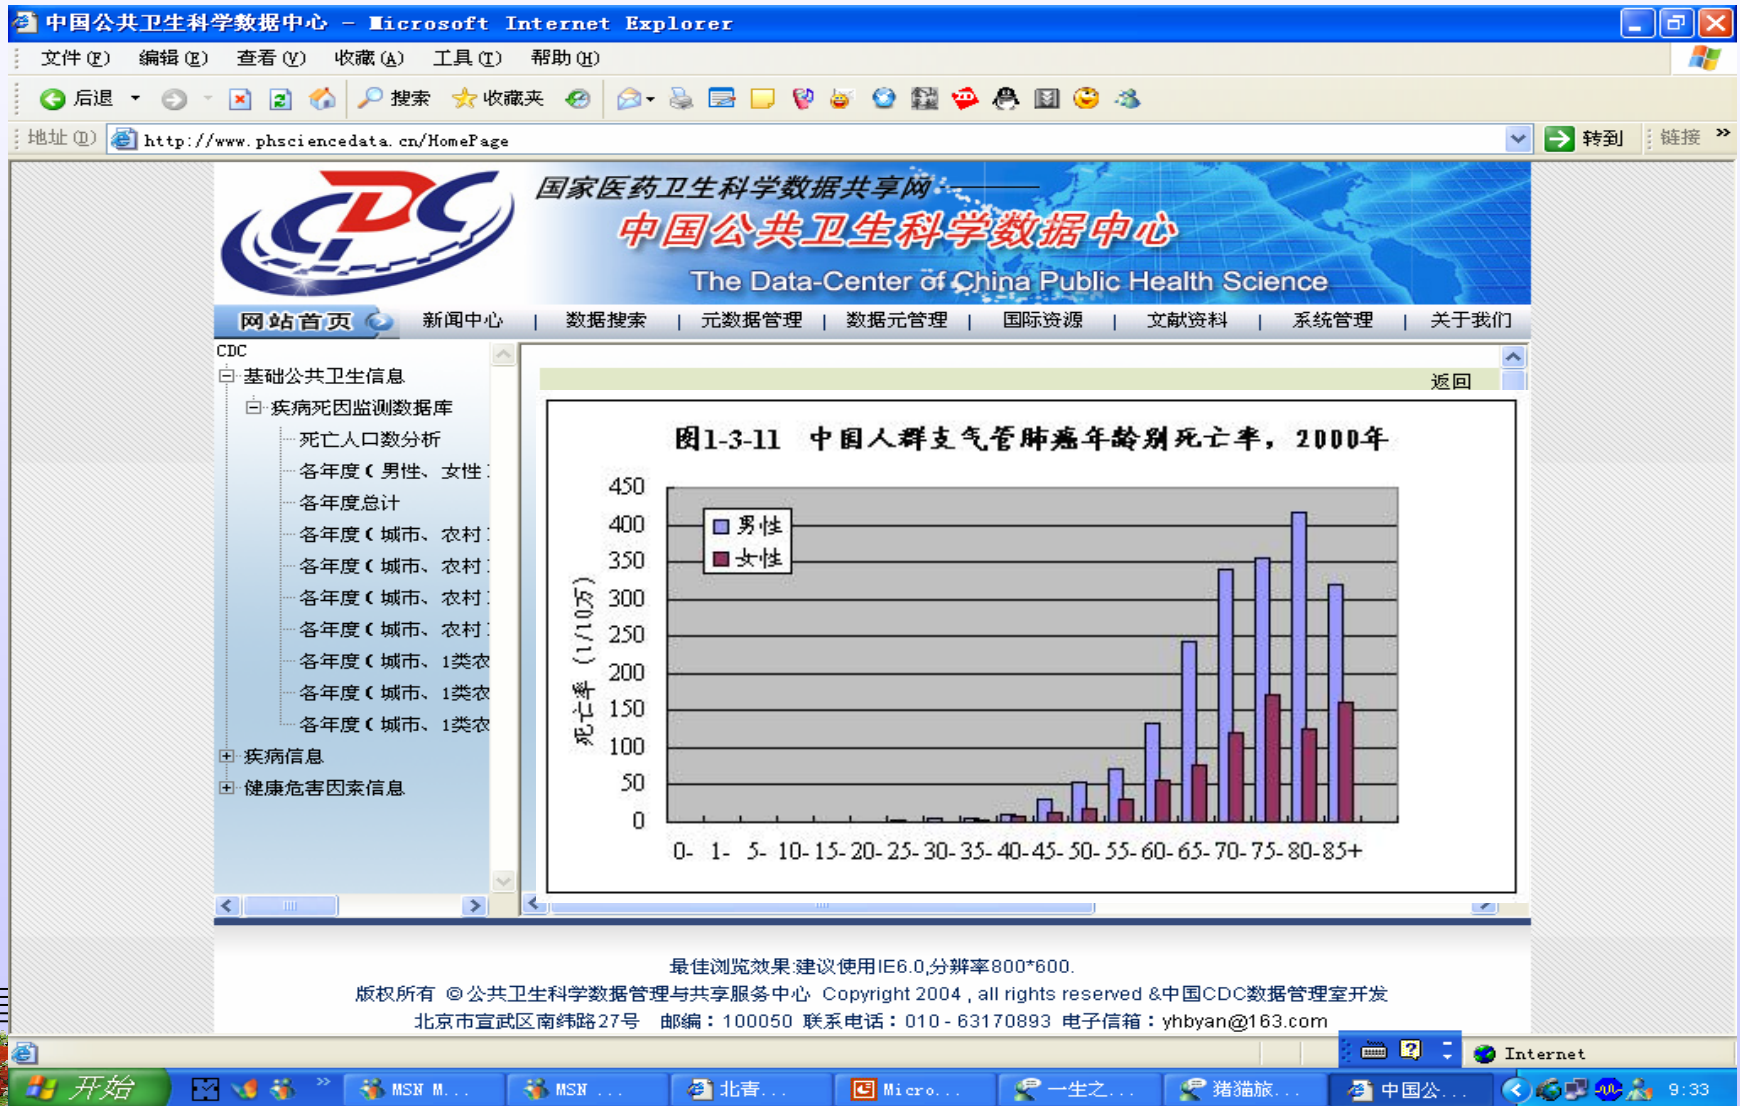 中国公共卫生科学数据中心 - Microsoft Internet Explorer
文件(F) 编辑(E) 查看(V) 收藏(A) 工具(T) 帮助(H)
后退 搜索 收藏夹
地址(D) http://www.phsciencedata.cn/HomePage 转到 链接 »
CDC
国家医药卫生科学数据共享网
中国公共卫生科学数据中心
The Data-Center of China Public Health Science
网站首页 新闻中心 | 数据搜索 | 元数据管理 | 数据元管理 | 国际资源 | 文献资料 | 系统管理 | 关于我们
CDC
基础公共卫生信息
疾病死因监测数据库
死亡人口数分析
各年度(男性、女性
各年度总计
各年度(城市、农村
各年度(城市、农村
各年度(城市、农村
各年度(城市、农村
各年度(城市、1类农
各年度(城市、1类农
各年度(城市、1类农
疾病信息
健康危害因素信息
返回
图1-3-11 中国人群支气管肺癌年龄别死亡率，2000年
死亡率（1/10万）
450
400
350
300
250
200
150
100
50
0
男性
女性
0- 1- 5- 10- 15- 20- 25- 30- 35- 40- 45- 50- 55- 60- 65- 70- 75- 80- 85+
最佳浏览效果:建议使用IE6.0,分辨率800*600.
版权所有 ©公共卫生科学数据管理与共享服务中心 Copyright 2004 , all rights reserved &中国CDC数据管理室开发
北京市宣武区南纬路27号 邮编：100050 联系电话：010-63170893 电子信箱：yhbyan@163.com
Internet
开始 » MSN M... MSN ... 北青... Micro... 一生之... 猪猫旅... 中国公... 9:33